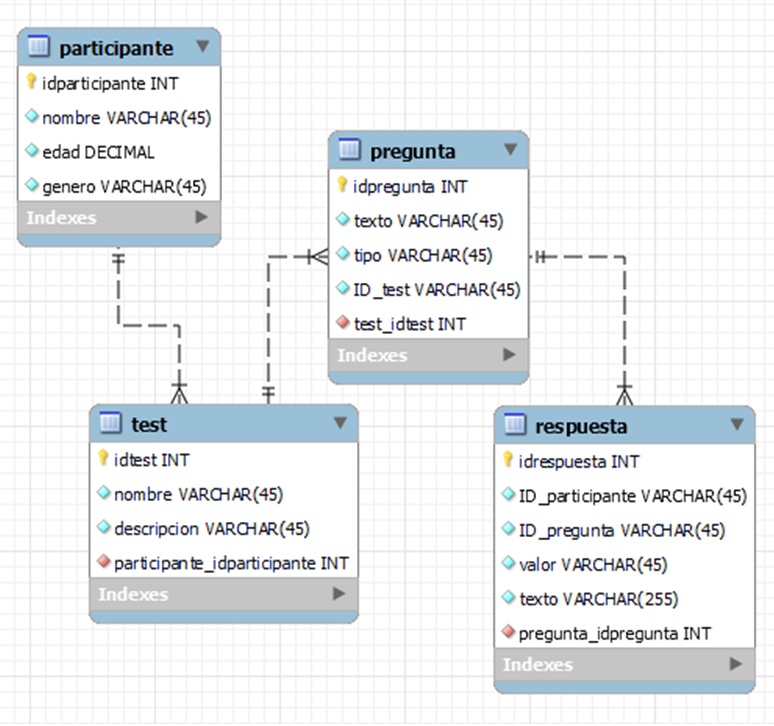 participante
idparticipante INT
nombre VARCHAR(45)
edad DECIMAL
genero VARCHAR(45)
Indexes
pregunta
idpregunta INT
texto VARCHAR(45)
tipo VARCHAR(45)
ID_test VARCHAR(45)
test_idtest INT
Indexes
test
idtest INT
nombre VARCHAR(45)
descripcion VARCHAR(45)
participante_idparticipante INT
Indexes
respuesta
idrespuesta INT
ID_participante VARCHAR(45)
ID_pregunta VARCHAR(45)
valor VARCHAR(45)
texto VARCHAR(255)
pregunta_idpregunta INT
Indexes